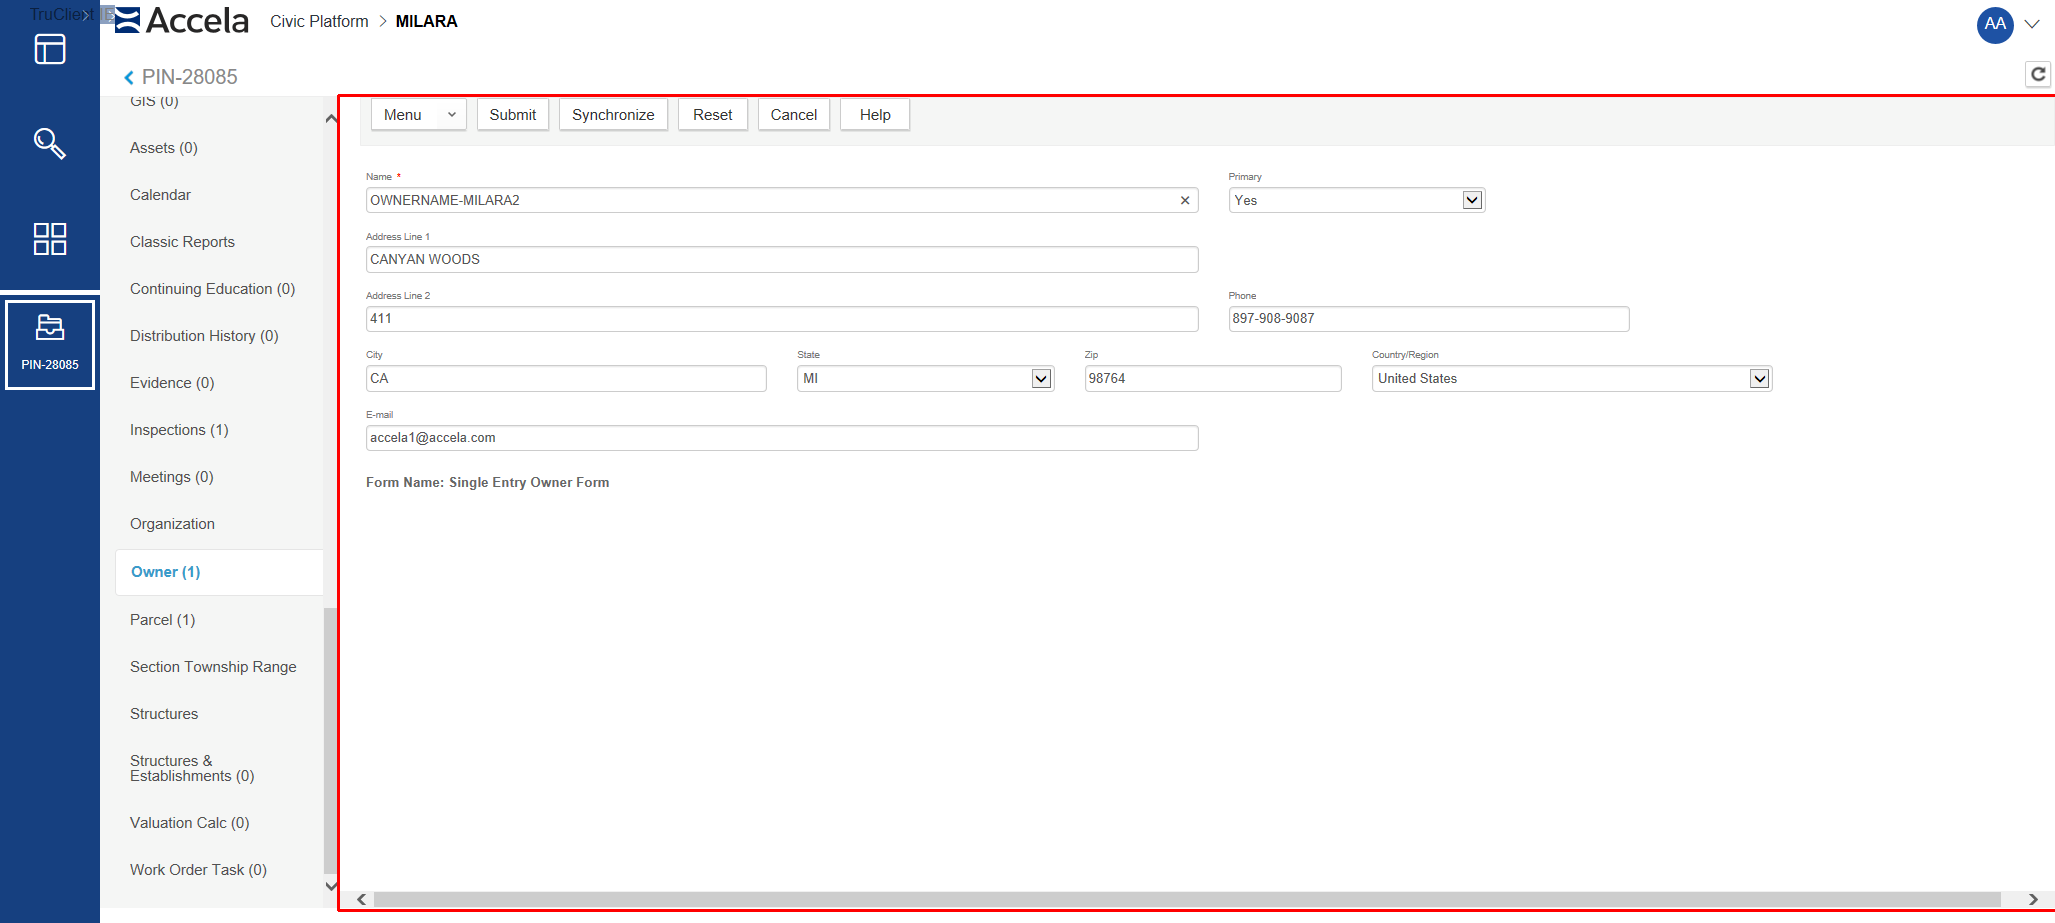 TruClient IE
Accela
Civic Platform > MILARA
AA
PIN-28085
GIS (0)
Assets (0)
Calendar
Classic Reports
Continuing Education (0)
Distribution History (0)
Evidence (0)
Inspections (1)
Meetings (0)
Organization
Owner (1)
Parcel (1)
Section Township Range
Structures
Structures &
Establishments (0)
Valuation Calc (0)
Work Order Task (0)
PIN-28085
Menu Submit Synchronize Reset Cancel Help
Name * Primary
OWNERNAME-MILARA2 Yes
Address Line 1
CANYAN WOODS
Address Line 2 Phone
411 897-908-9087
City State Zip Country/Region
CA MI 98764 United States
E-mail
accela1@accela.com
Form Name: Single Entry Owner Form